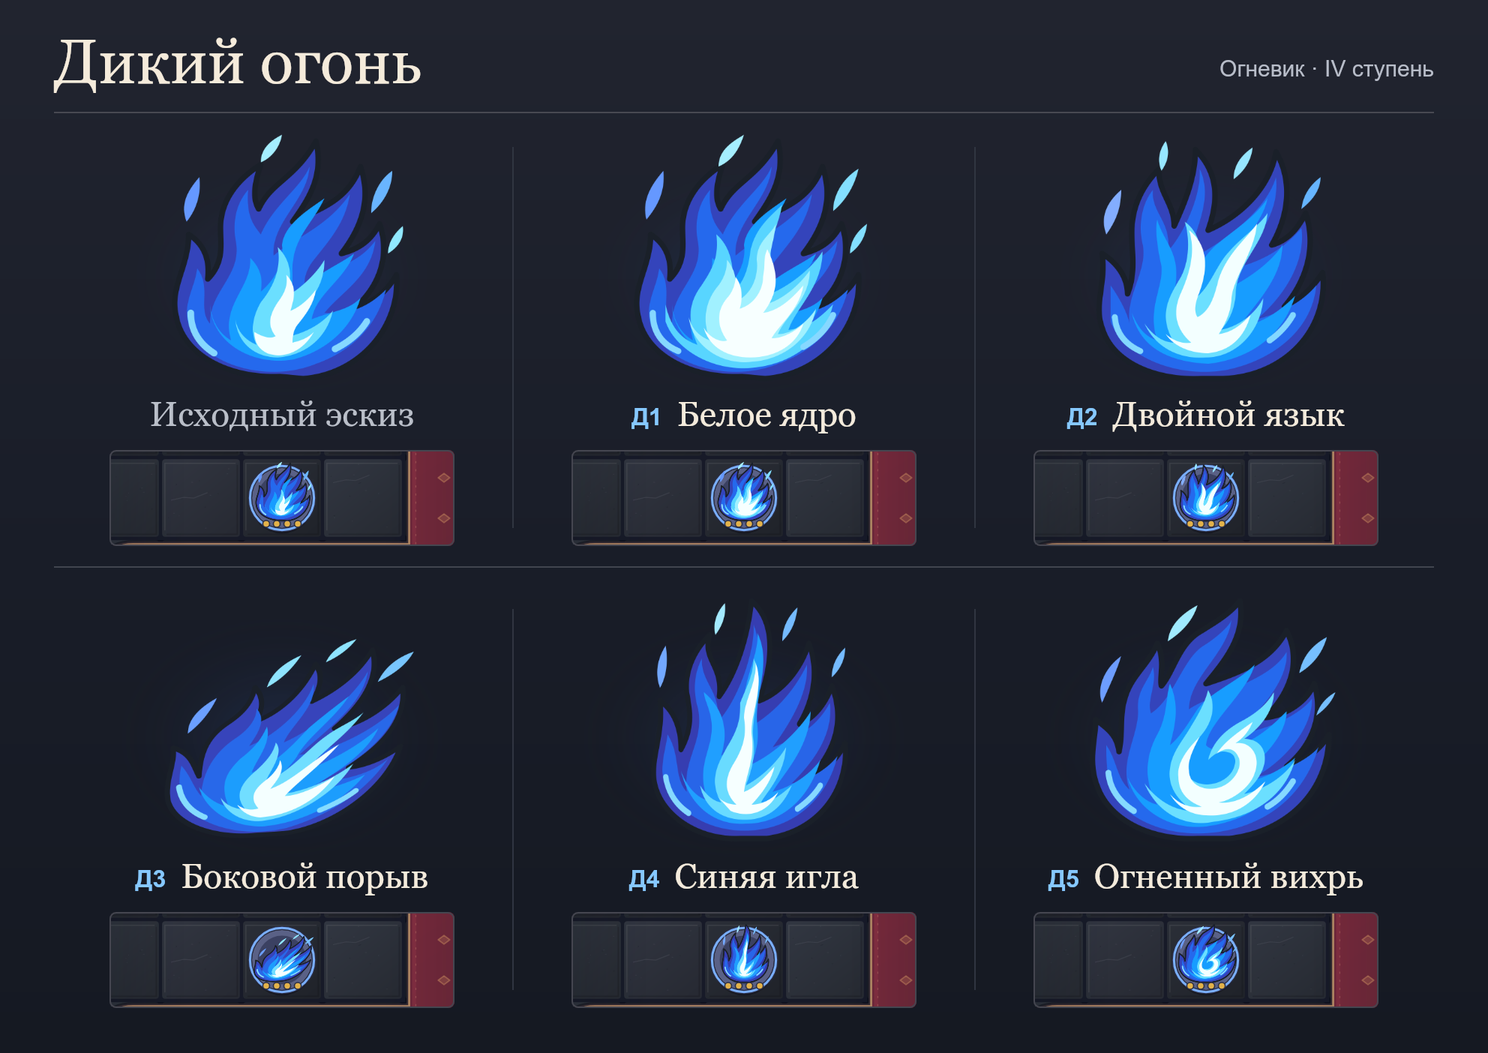 Дикий огонь
Огневик · IV ступень
Исходный эскиз
Д1 Белое ядро
Д2 Двойной язык
Д3 Боковой порыв
Д4 Синяя игла
Д5 Огненный вихрь